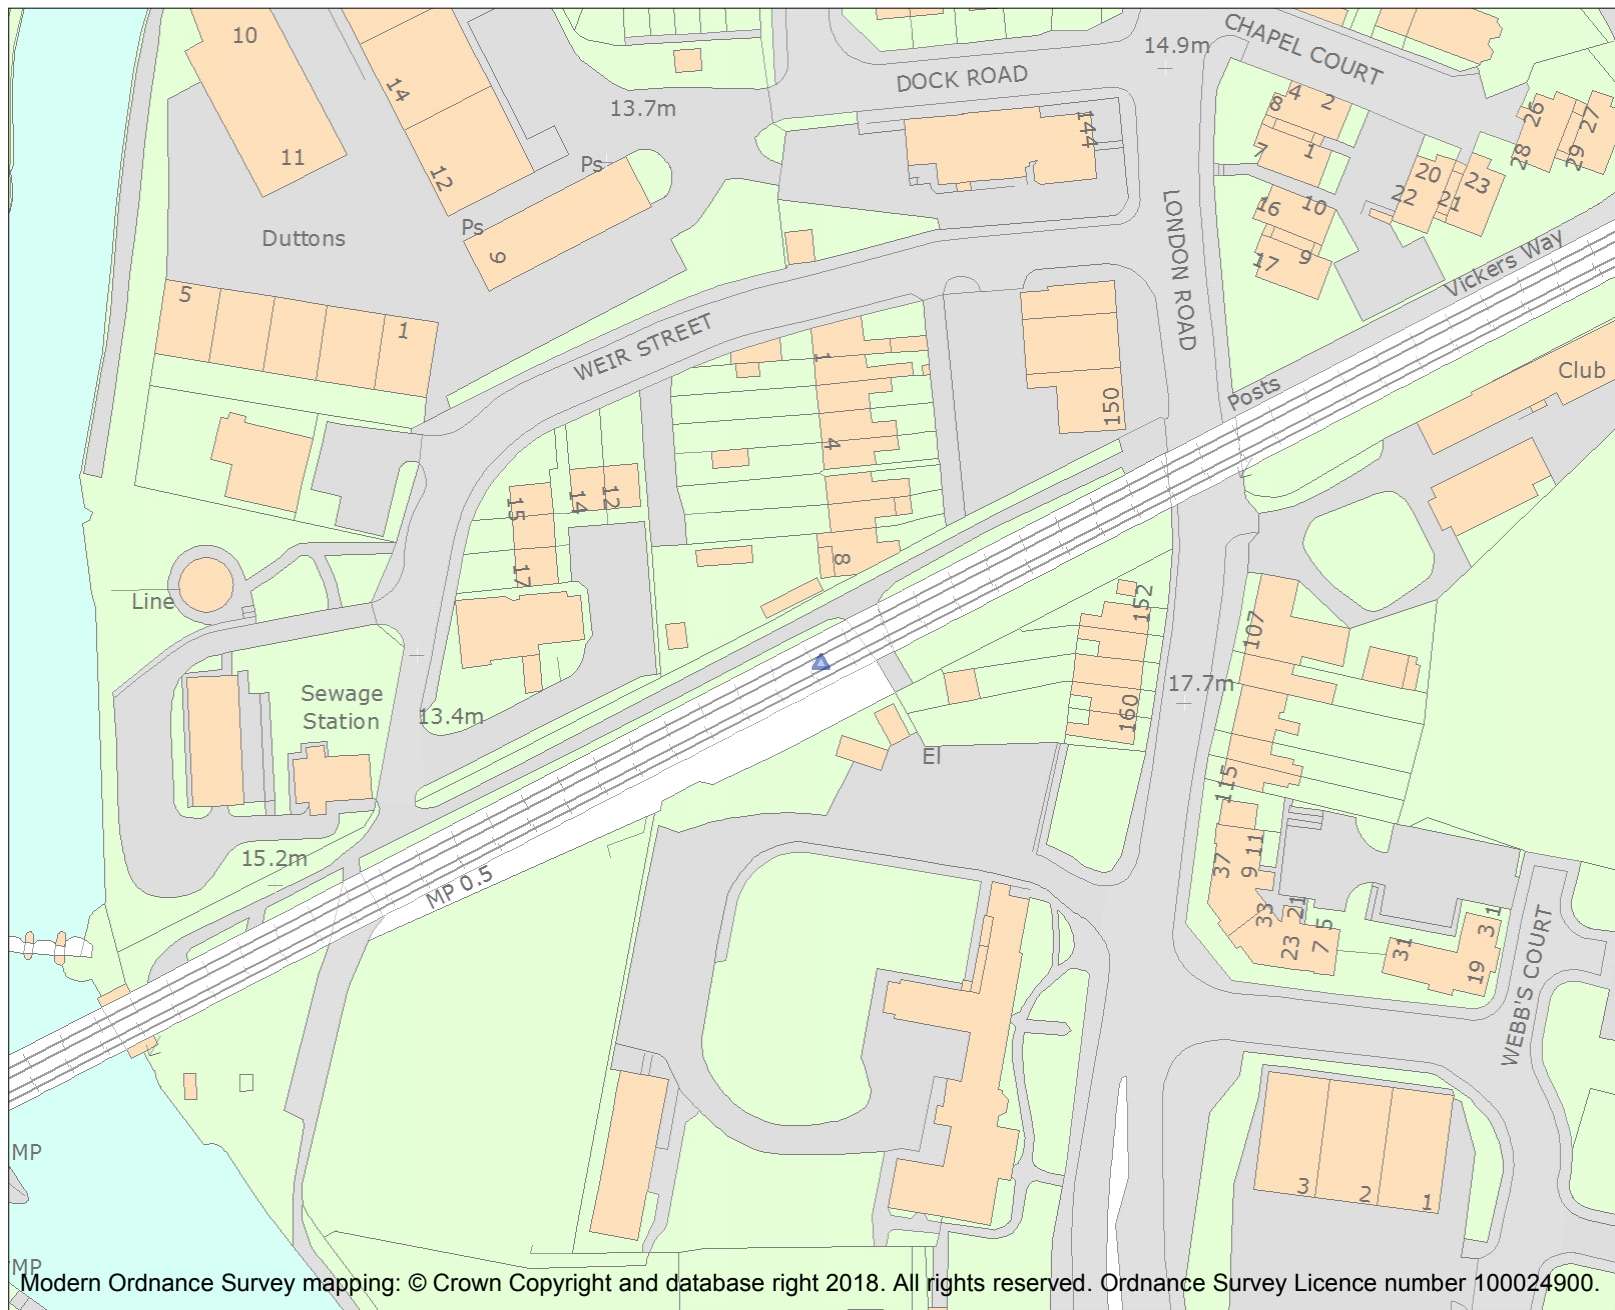 CHAPEL COURT
10
14.9m
DOCK ROAD
14
13.7m
8 4 2
26 27
144
11
12
Ps
7 1
28 29
20 23
22 21
16 10
LONDON ROAD
Ps
Duttons
9
17 9
Vickers Way
5
1
WEIR STREET
1
Club
Posts
150
4
15 14 12
8
17
Line
152
107
Sewage
Station
13.4m
17.7m
160
El
115
15.2m
MP 0.5
37 9 11
33 21
23 7 5
31
3 1
19
WEBB'S COURT
MP
3 2 1
MP
Modern Ordnance Survey mapping: © Crown Copyright and database right 2018. All rights reserved. Ordnance Survey Licence number 100024900.